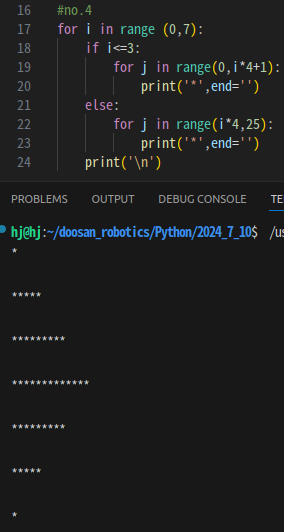 16 #no.4
17 for i in range (0,7):
18     if i<=3:
19         for j in range(0,i*4+1):
20             print('*',end='')
21     else:
22         for j in range(i*4,25):
23             print('*',end='')
24     print('\n')
PROBLEMS OUTPUT DEBUG CONSOLE TE
hj@hj:~/doosan_robotics/Python/2024_7_10$ /us
*
*****
*********
*************
*********
*****
*